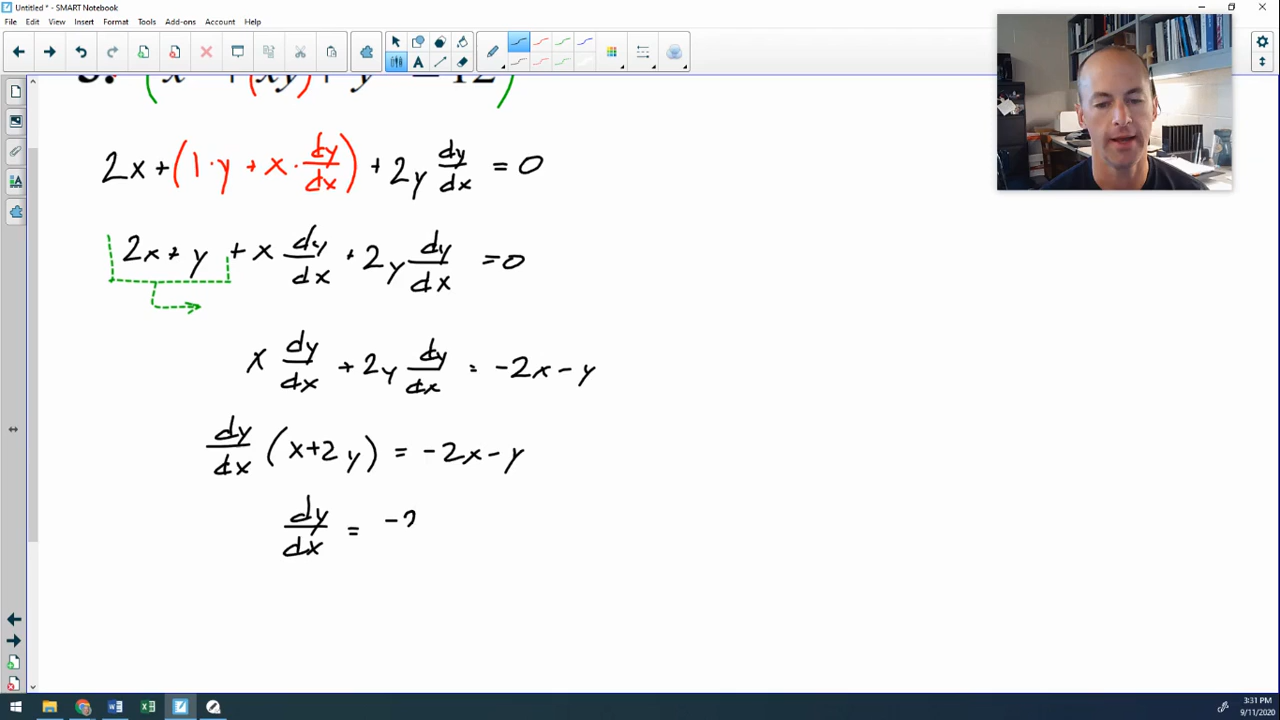 Untitled * - SMART Notebook
File Edit View Insert Format Tools Add-ons Account Help
(xy) + y = 12)
2x + (1·y + x · dy/dx) + 2y dy/dx = 0
2x + y + x dy/dx + 2y dy/dx = 0
x dy/dx + 2y dy/dx = -2x - y
dy/dx (x+2y) = -2x - y
dy/dx = -2
3:31 PM
9/11/2020